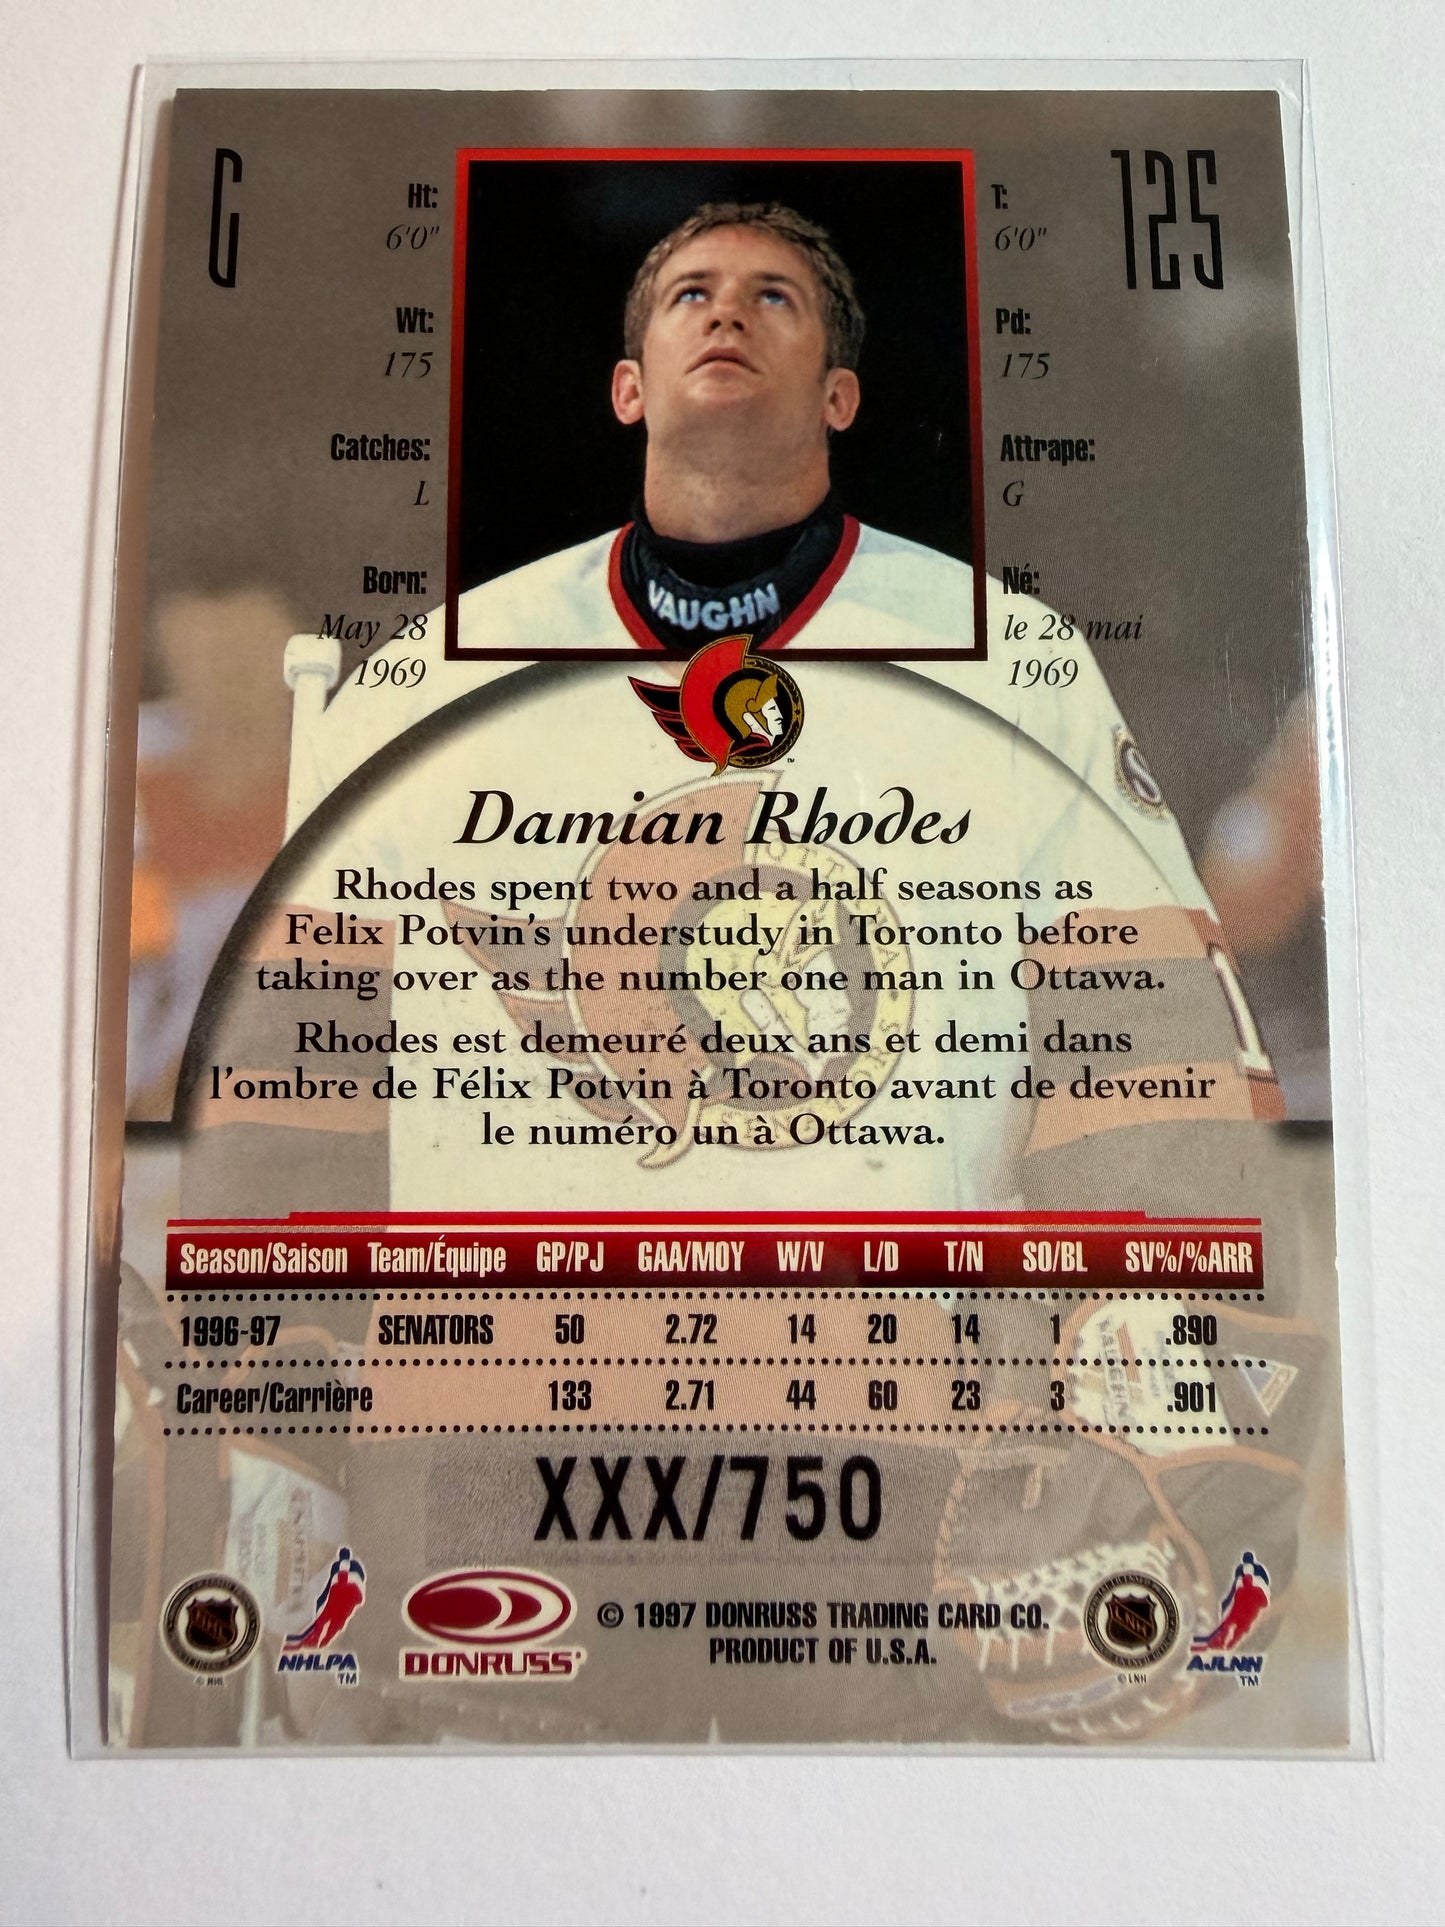 G
125
Ht:
6'0"
Wt:
175
Catches:
L
Born:
May 28
1969
T:
6'0"
Pd:
175
Attrape:
G
Né:
le 28 mai
1969
VAUGHN
Damian Rhodes
Rhodes spent two and a half seasons as
Felix Potvin's understudy in Toronto before
taking over as the number one man in Ottawa.
Rhodes est demeuré deux ans et demi dans
l'ombre de Félix Potvin à Toronto avant de devenir
le numéro un à Ottawa.
Season/Saison Team/Équipe GP/PJ GAA/MOY W/V L/D T/N SO/BL SV%/%ARR
1996-97 SENATORS 50 2.72 14 20 14 1 .890
Career/Carrière 133 2.71 44 60 23 3 .901
XXX/750
NHLPA
TM
DONRUSS
© 1997 DONRUSS TRADING CARD CO.
PRODUCT OF U.S.A.
© LNH
AJLNH
TM